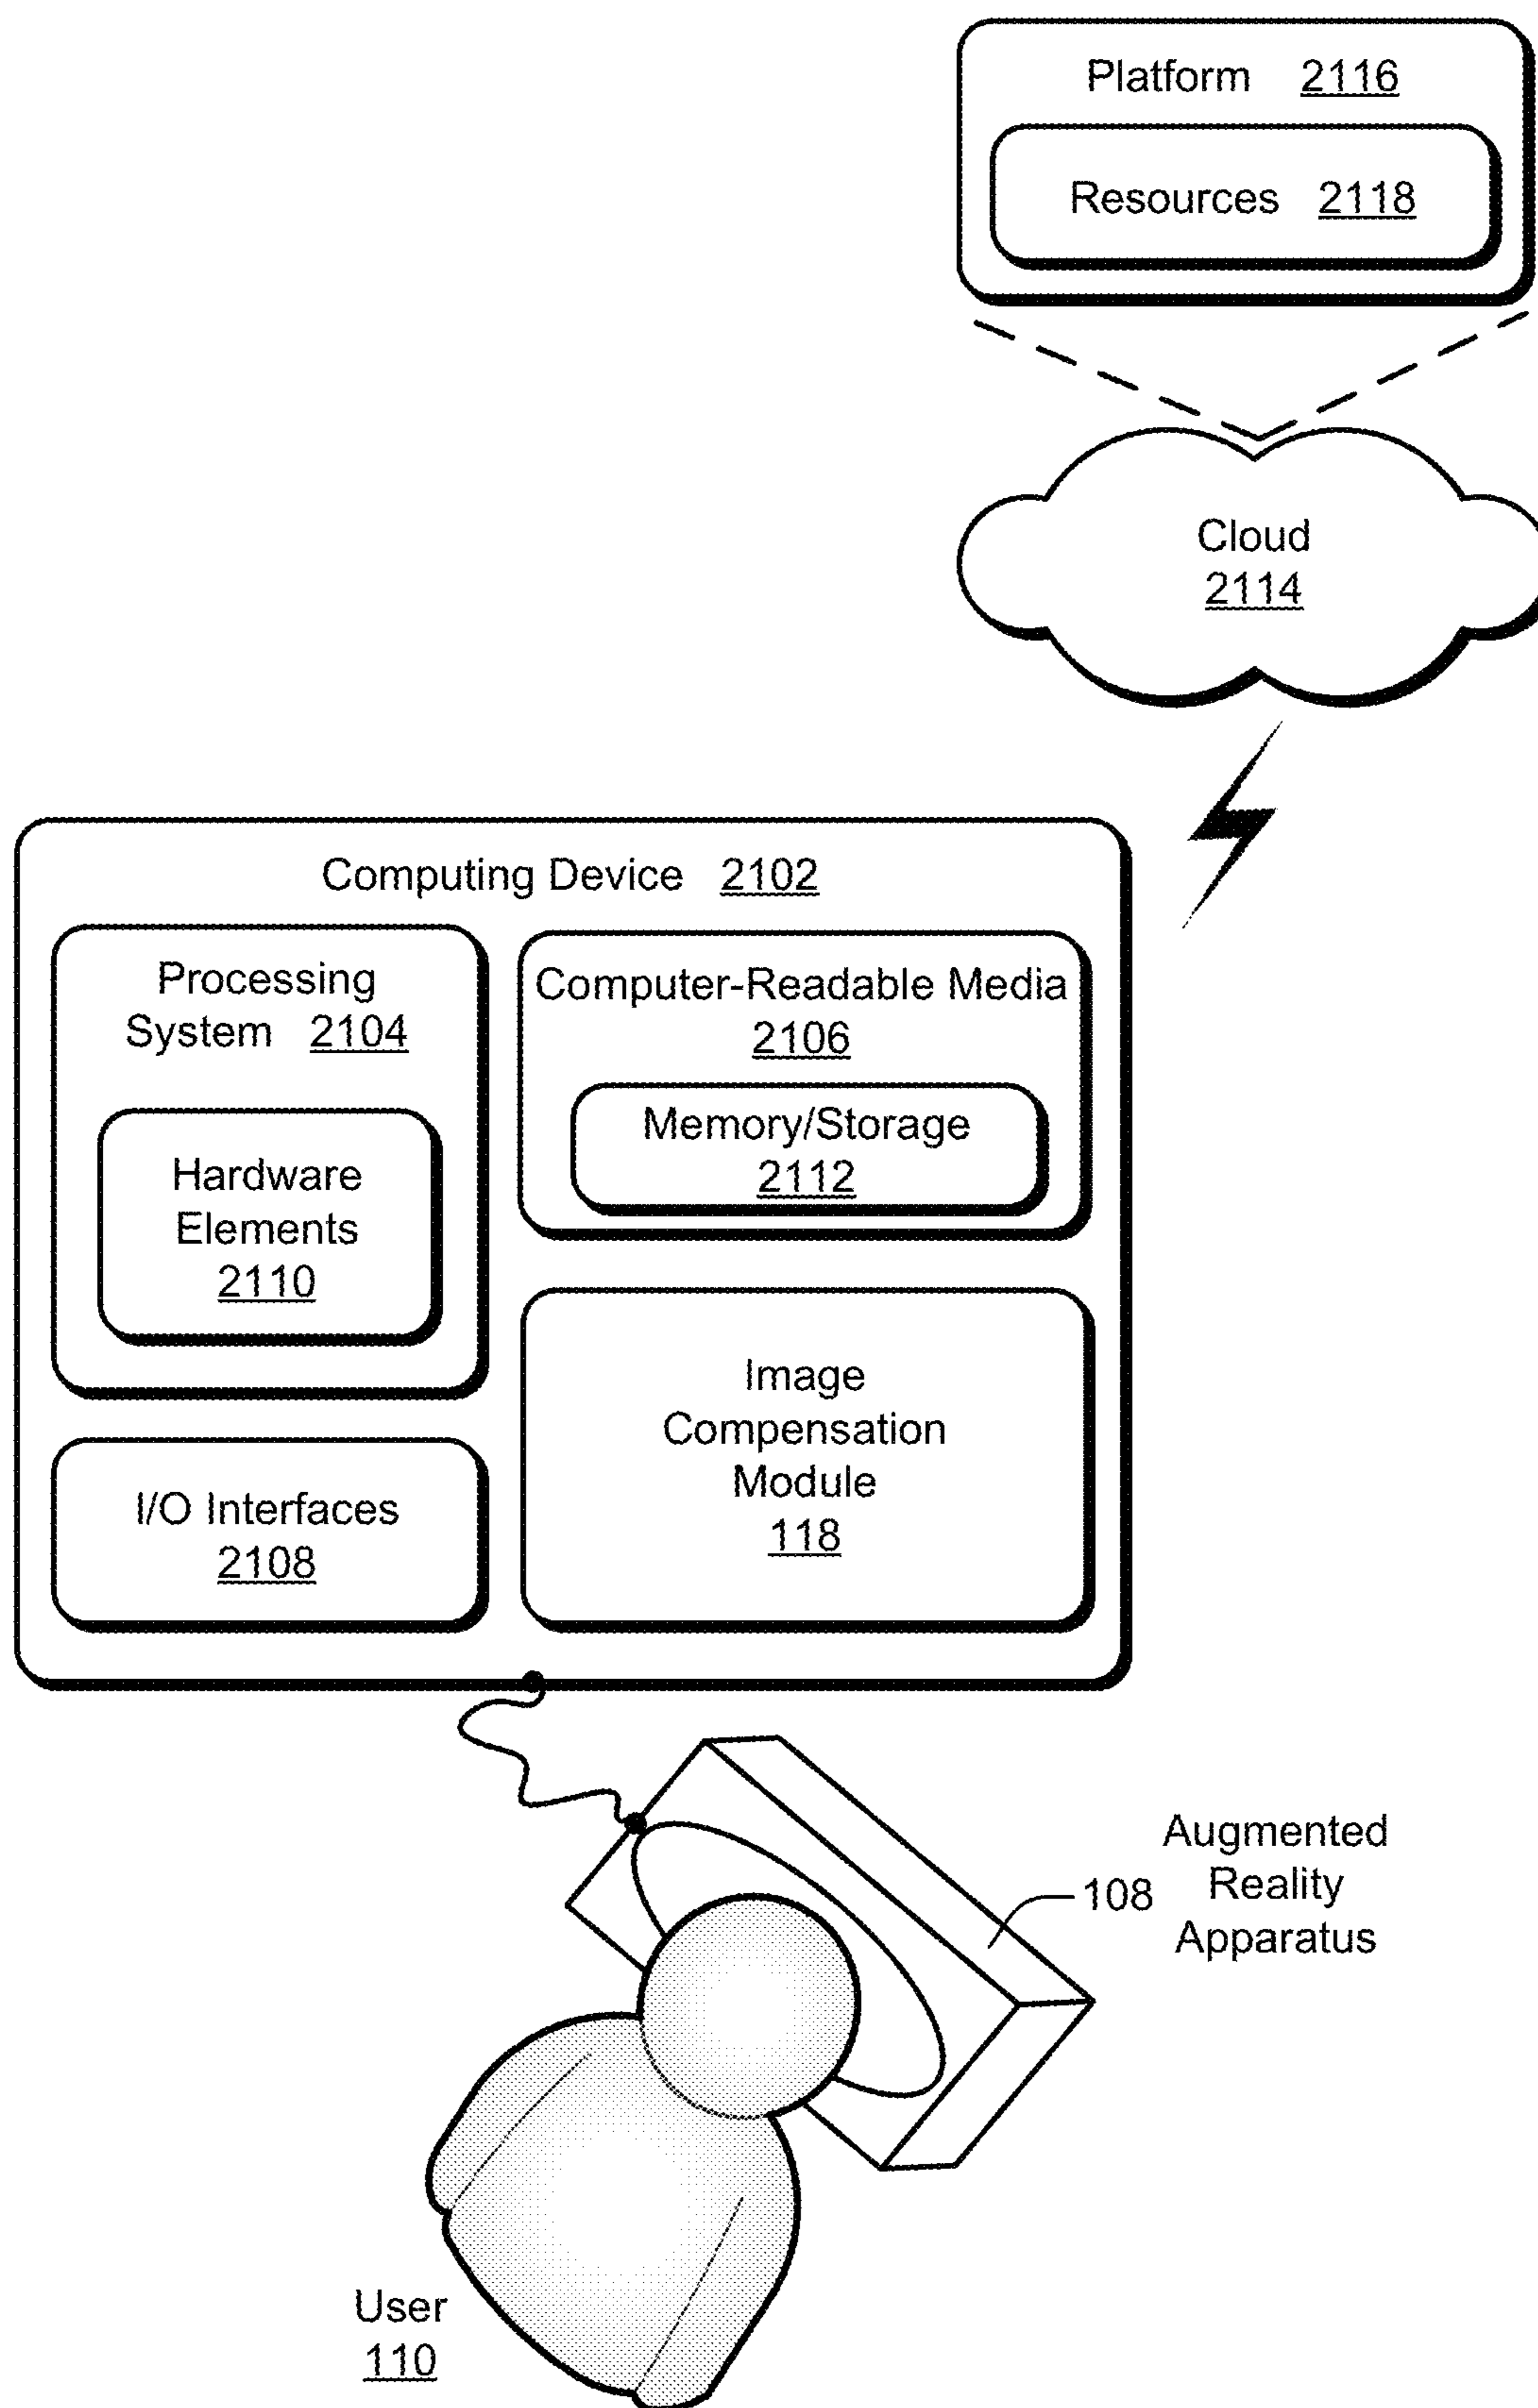 Platform 2116
Resources 2118
Cloud
2114
Computing Device 2102
Processing
System 2104
Hardware
Elements
2110
I/O Interfaces
2108
Computer-Readable Media
2106
Memory/Storage
2112
Image
Compensation
Module
118
108
Augmented
Reality
Apparatus
User
110